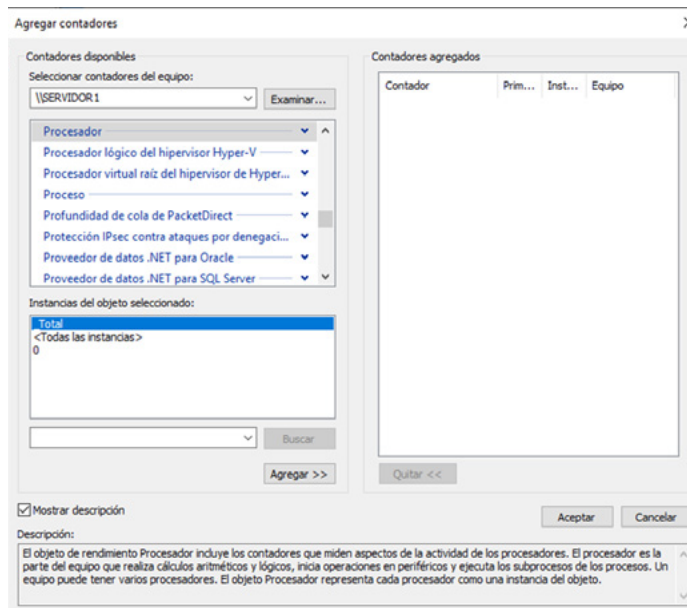 Agregar contadores
Contadores disponibles
Seleccionar contadores del equipo:
\\SERVIDOR1
Examinar...
Procesador
Procesador lógico del hipervisor Hyper-V
Procesador virtual raíz del hipervisor de Hyper...
Proceso
Profundidad de cola de PacketDirect
Protección IPsec contra ataques por denegaci...
Proveedor de datos .NET para Oracle
Proveedor de datos .NET para SQL Server
Instancias del objeto seleccionado:
_Total
<Todas las instancias>
0
Buscar
Agregar >>
Contadores agregados
Contador Prim... Inst... Equipo
Quitar <<
Mostrar descripción
Aceptar Cancelar
Descripción:
El objeto de rendimiento Procesador incluye los contadores que miden aspectos de la actividad de los procesadores. El procesador es la
parte del equipo que realiza cálculos aritméticos y lógicos, inicia operaciones en periféricos y ejecuta los subprocesos de los procesos. Un
equipo puede tener varios procesadores. El objeto Procesador representa cada procesador como una instancia del objeto.